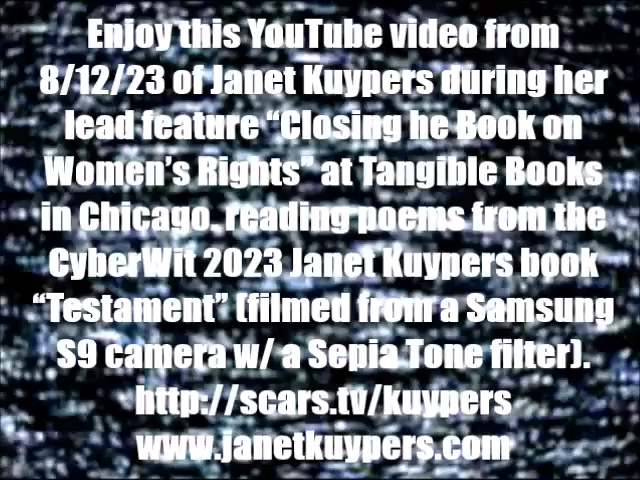 Enjoy this YouTube video from
8/12/23 of Janet Kuypers during her
lead feature “Closing he Book on
Women’s Rights” at Tangible Books
in Chicago. reading poems from the
CyberWit 2023 Janet Kuypers book
“Testament” (filmed from a Samsung
S9 camera w/ a Sepia Tone filter).
http://scars.tv/kuypers
www.janetkuypers.com